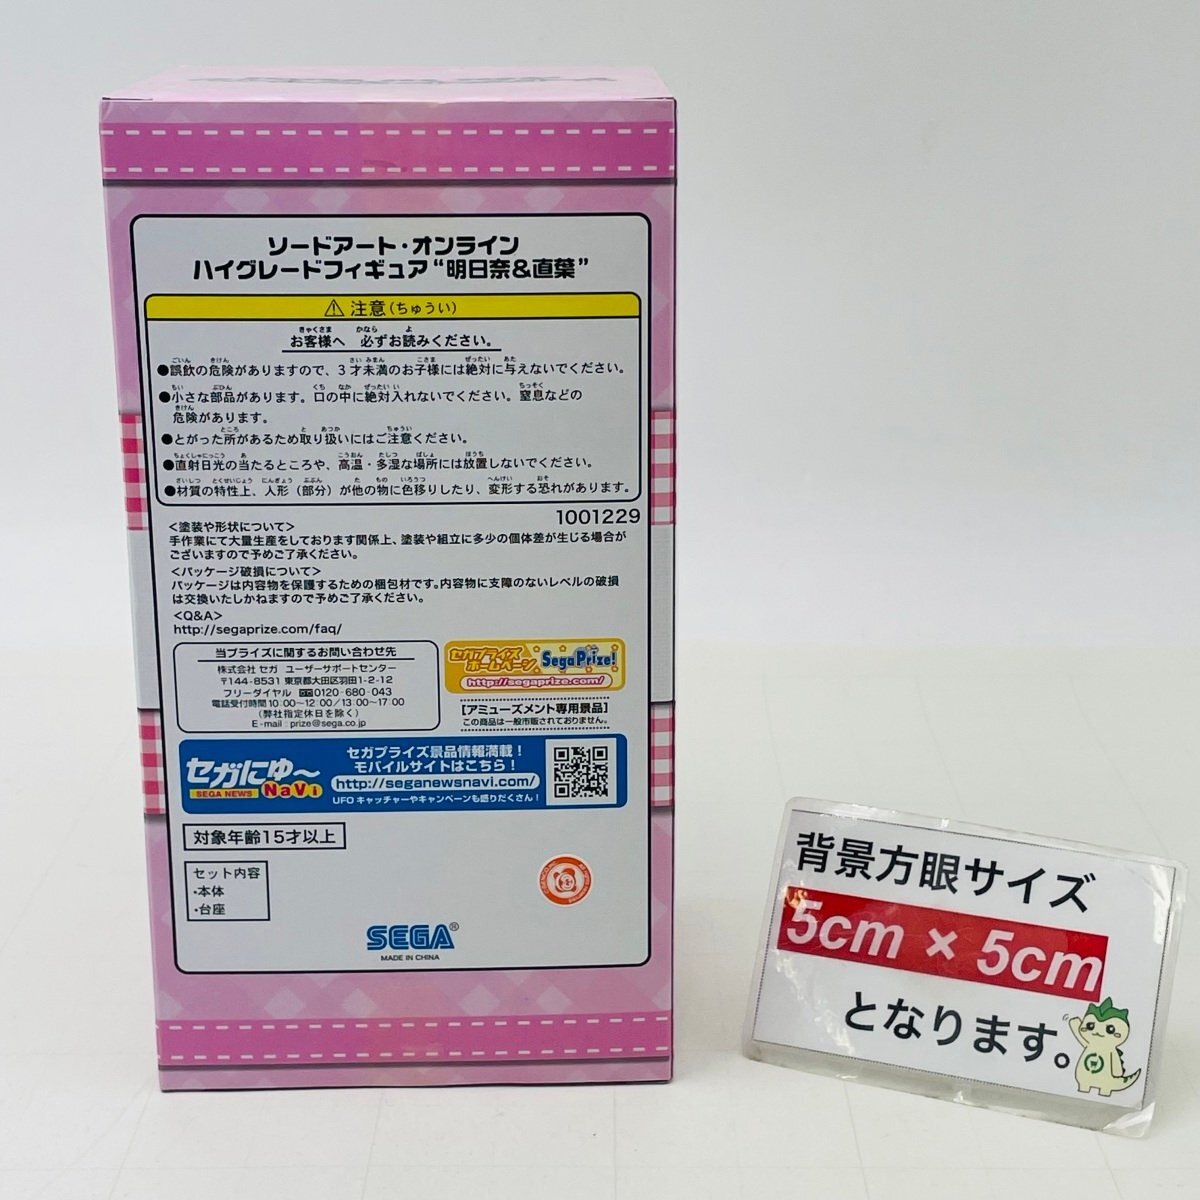 ソードアート・オンライン
ハイグレードフィギュア“明日奈&直葉”
⚠ 注意(ちゅうい)
お客様へ 必ずお読みください。
●誤飲の危険がありますので、3才未満のお子様には絶対に与えないでください。
●小さな部品があります。口の中に絶対入れないでください。窒息などの
危険があります。
●とがった所があるため取り扱いにはご注意ください。
●直射日光の当たるところや、高温・多湿な場所には放置しないでください。
●材質の特性上、人形(部分)が他の物に色移りしたり、変形する恐れがあります。
1001229
<塗装や形状について>
手作業にて大量生産をしております関係上、塗装や組立に多少の個体差が生じる場合が
ございますので予めご了承ください。
<パッケージ破損について>
パッケージは内容物を保護するための梱包材です。内容物に支障のないレベルの破損
は交換いたしかねますので予めご了承ください。
<Q&A>
http://segaprize.com/faq/
当プライズに関するお問い合わせ先
株式会社 セガ ユーザーサポートセンター
〒144-8531 東京都大田区羽田1-2-12
フリーダイヤル 0120-680-043
電話受付時間 10:00〜12:00/13:00〜17:00
(弊社指定休日を除く)
E-mail : prize@sega.co.jp
セガプライズ
ホームページ
SegaPrize!
http://segaprize.com/
【アミューズメント専用景品】
この商品は一般市販されておりません。
セガにゅ〜
SEGA NEWS NaVi
セガプライズ景品情報満載!
モバイルサイトはこちら!
http://seganewsnavi.com/
UFOキャッチャーやキャンペーンも盛りだくさん!
対象年齢15才以上
セット内容
・本体
・台座
SEGA®
MADE IN CHINA
背景方眼サイズ
5cm × 5cm
となります。